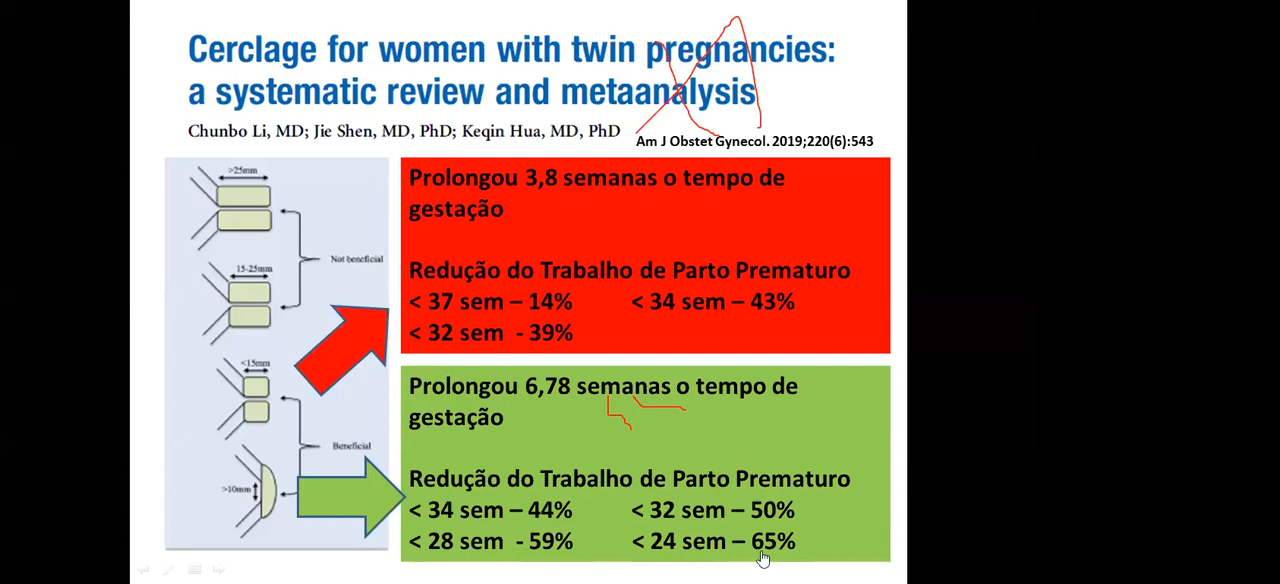 Cerclage for women with twin pregnancies:
a systematic review and metaanalysis
Chunbo Li, MD; Jie Shen, MD, PhD; Keqin Hua, MD, PhD
Am J Obstet Gynecol. 2019;220(6):543
>25mm
Not beneficial
15-25mm
<15mm
Beneficial
>10mm
Prolongou 3,8 semanas o tempo de
gestação
Redução do Trabalho de Parto Prematuro
< 37 sem – 14% < 34 sem – 43%
< 32 sem - 39%
Prolongou 6,78 semanas o tempo de
gestação
Redução do Trabalho de Parto Prematuro
< 34 sem – 44% < 32 sem – 50%
< 28 sem - 59% < 24 sem – 65%